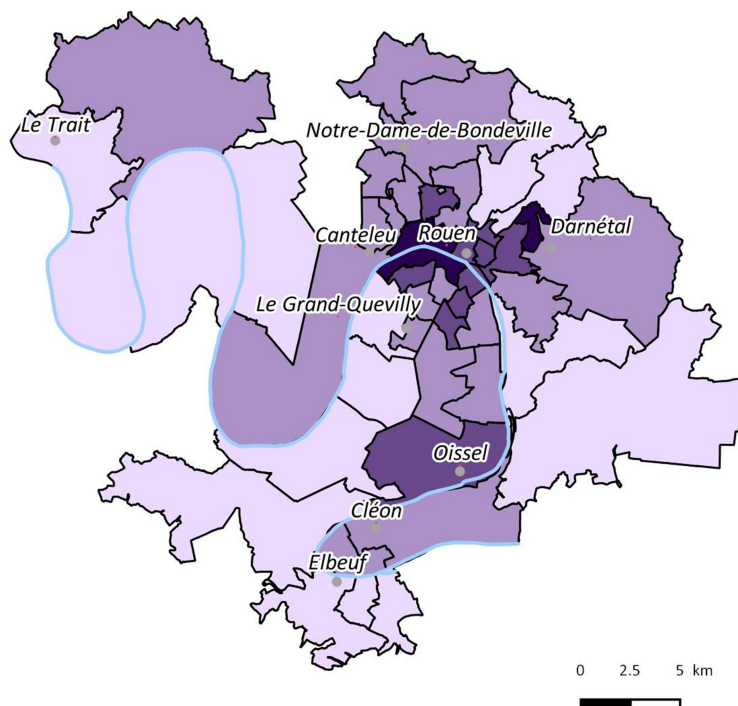 Le Trait
Notre-Dame-de-Bondeville
Canteleu
Rouen
Darnétal
Le Grand-Quevilly
Oissel
Cléon
Elbeuf
0 2.5 5 km